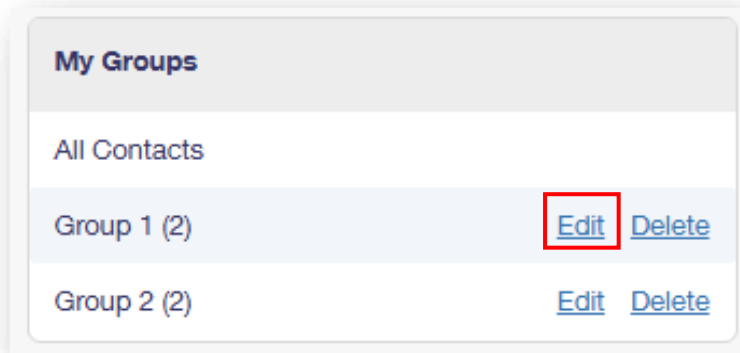 My Groups
All Contacts
Group 1 (2) Edit Delete
Group 2 (2) Edit Delete